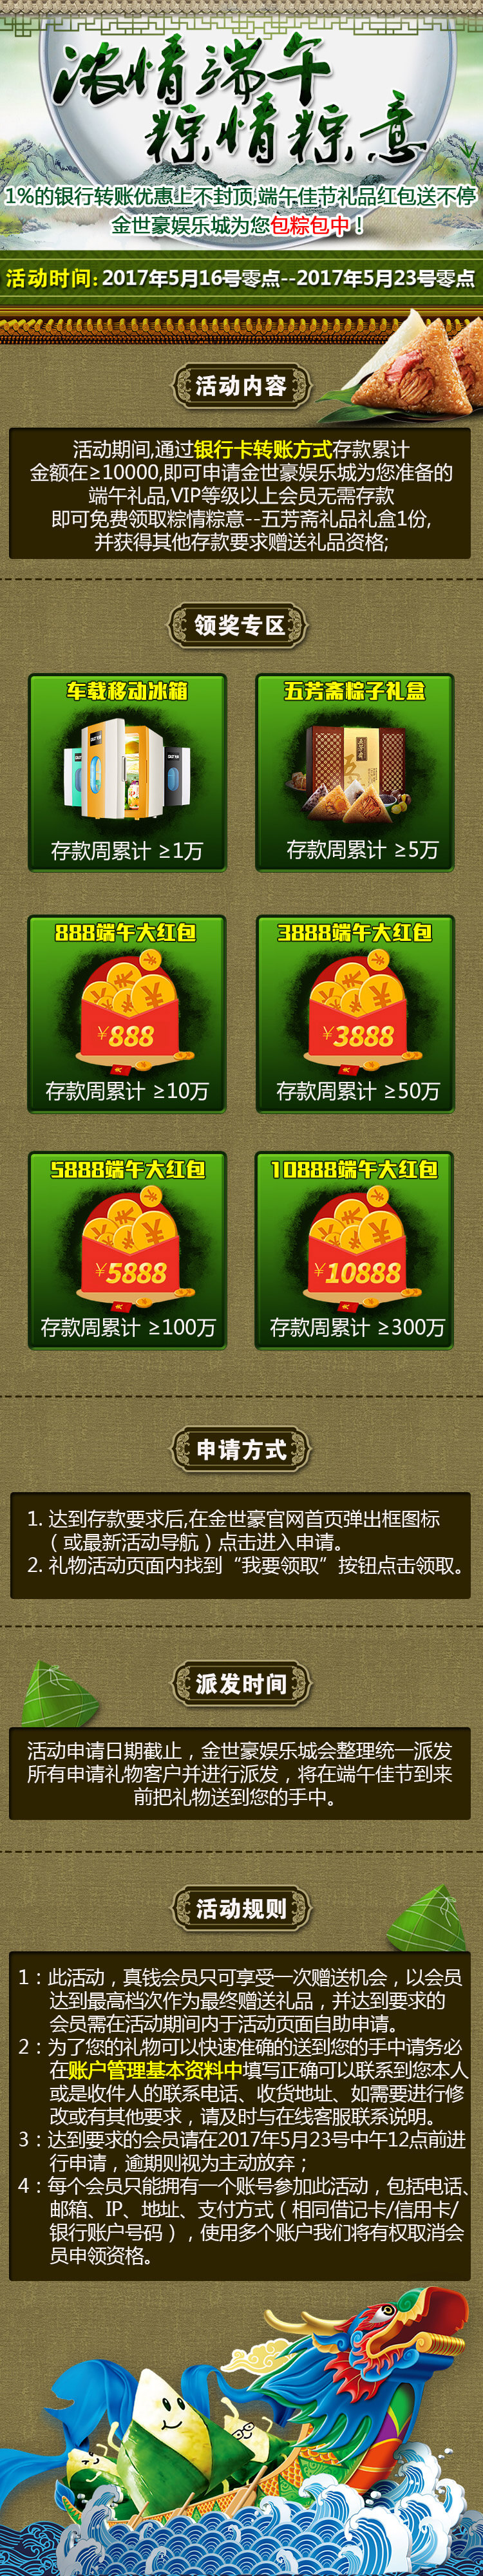 浓情端午
粽情粽意
1%的银行转账优惠上不封顶,端午佳节礼品红包送不停
金世豪娱乐城为您包粽包中！
活动时间:2017年5月16号零点--2017年5月23号零点
活动内容
活动期间,通过银行卡转账方式存款累计
金额在≥10000,即可申请金世豪娱乐城为您准备的
端午礼品,VIP等级以上会员无需存款
即可免费领取粽情粽意--五芳斋礼品礼盒1份,
并获得其他存款要求赠送礼品资格;
领奖专区
车载移动冰箱
存款周累计 ≥1万
五芳斋粽子礼盒
存款周累计 ≥5万
888端午大红包
¥888
存款周累计 ≥10万
3888端午大红包
¥3888
存款周累计 ≥50万
5888端午大红包
¥5888
存款周累计 ≥100万
10888端午大红包
¥10888
存款周累计 ≥300万
申请方式
1. 达到存款要求后,在金世豪官网首页弹出框图标
（或最新活动导航）点击进入申请。
2. 礼物活动页面内找到“我要领取”按钮点击领取。
派发时间
活动申请日期截止，金世豪娱乐城会整理统一派发
所有申请礼物客户并进行派发，将在端午佳节到来
前把礼物送到您的手中。
活动规则
1：此活动，真钱会员只可享受一次赠送机会，以会员
达到最高档次作为最终赠送礼品，并达到要求的
会员需在活动期间内于活动页面自助申请。
2：为了您的礼物可以快速准确的送到您的手中请务必
在账户管理基本资料中填写正确可以联系到您本人
或是收件人的联系电话、收货地址、如需要进行修
改或有其他要求，请及时与在线客服联系说明。
3：达到要求的会员请在2017年5月23号中午12点前进
行申请，逾期则视为主动放弃；
4：每个会员只能拥有一个账号参加此活动，包括电话、
邮箱、IP、地址、支付方式（相同借记卡/信用卡/
银行账户号码），使用多个账户我们将有权取消会
员申领资格。